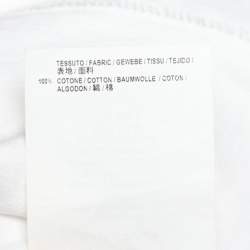 TESSUTO / FABRIC / GEWEBE / TISSU / TEJIDO /
表地 / 面料
100% COTONE / COTTON / BAUMWOLLE / COTON /
ALGODON / 綿 / 棉